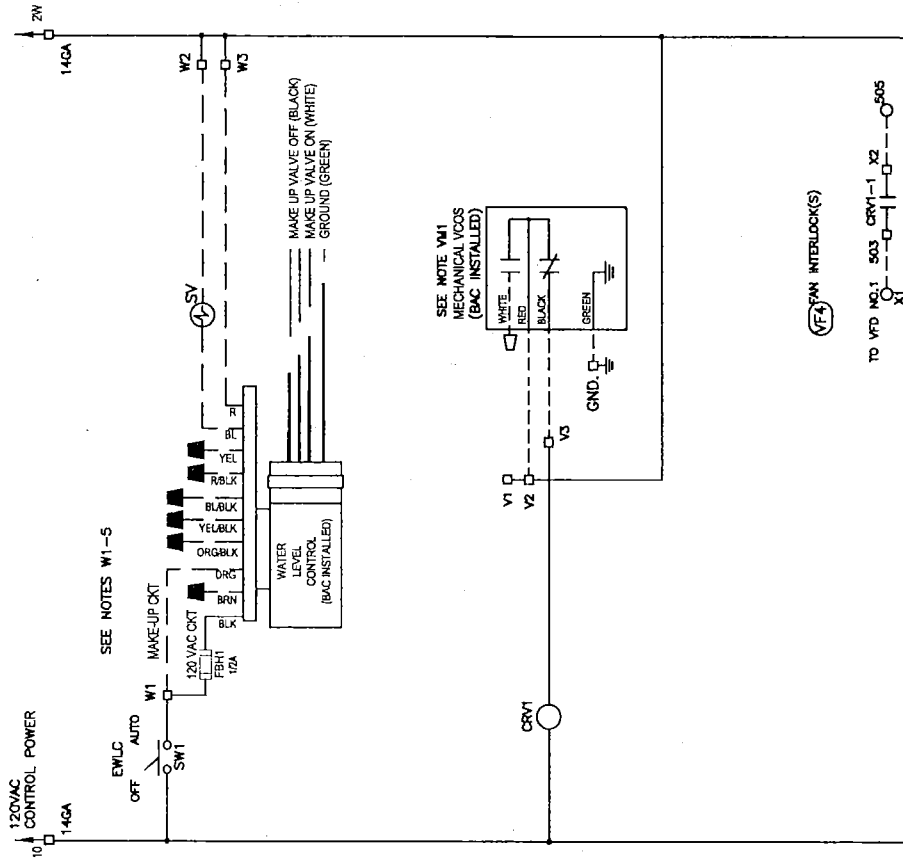 120VAC
CONTROL POWER
10
14GA
2W
14GA
EWLC
OFF
AUTO
SW1
W1
SEE NOTES W1-5
MAKE-UP CKT
120 VAC CKT
FBH1
1/2A
BLK
BRN
ORG
ORG/BLK
YEL/BLK
BL/BLK
R/BLK
YEL
BL
R
SV
W2
W3
WATER
LEVEL
CONTROL
(BAC INSTALLED)
MAKE UP VALVE OFF (BLACK)
MAKE UP VALVE ON (WHITE)
GROUND (GREEN)
SEE NOTE VM1
MECHANICAL VCOS
(BAC INSTALLED)
WHITE
RED
BLACK
GREEN
GND.
V1
V2
V3
CRV1
VF4
FAN INTERLOCK(S)
TO VFD NO.1
X1
503
CRV1-1
X2
505